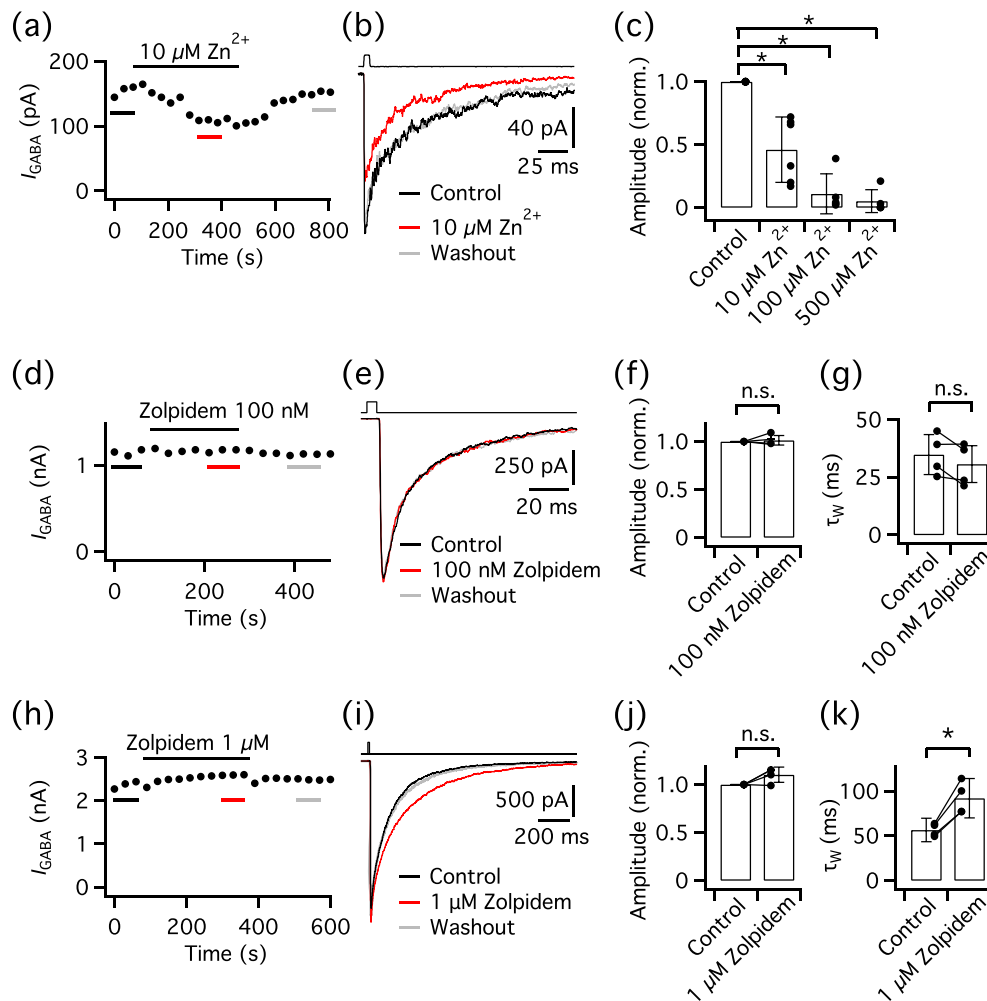 (a)
10 µM Zn2+
200
100
0
IGABA (pA)
0 200 400 600 800
Time (s)
(b)
40 pA
25 ms
Control
10 µM Zn2+
Washout
(c)
*
*
*
1.0
0.5
0
Amplitude (norm.)
Control
10 µM Zn2+
100 µM Zn2+
500 µM Zn2+
(d)
Zolpidem 100 nM
1
0
IGABA (nA)
0 200 400
Time (s)
(e)
250 pA
20 ms
Control
100 nM Zolpidem
Washout
(f)
n.s.
1.0
0.5
0
Amplitude (norm.)
Control
100 nM Zolpidem
(g)
n.s.
50
25
0
τW (ms)
Control
100 nM Zolpidem
(h)
Zolpidem 1 µM
3
2
1
0
IGABA (nA)
0 200 400 600
Time (s)
(i)
500 pA
200 ms
Control
1 µM Zolpidem
Washout
(j)
n.s.
1.0
0.5
0
Amplitude (norm.)
Control
1 µM Zolpidem
(k)
*
100
50
0
τW (ms)
Control
1 µM Zolpidem